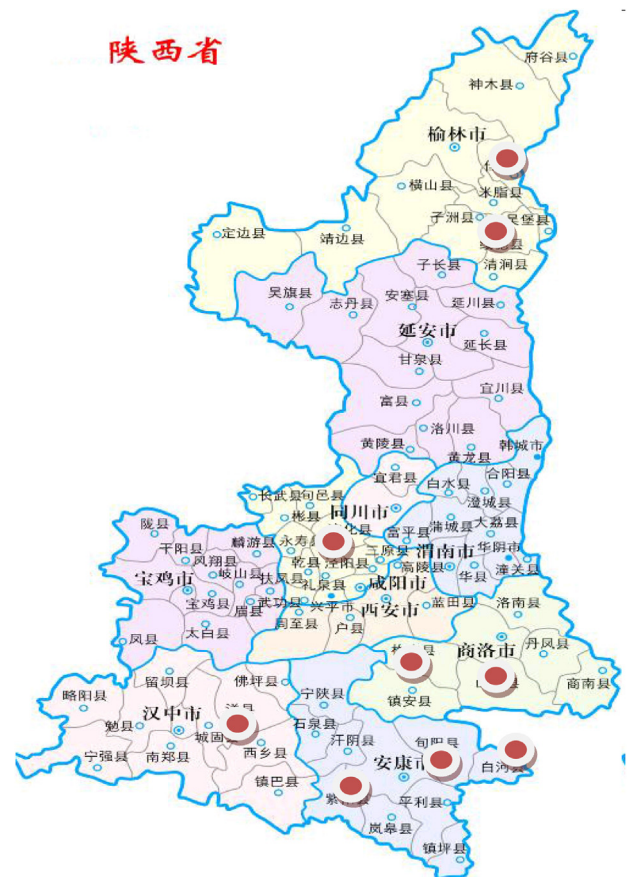 陕西省
府谷县
神木县
榆林市
横山县
米脂县
子洲县
定边县
靖边县
清涧县
子长县
吴旗县
志丹县
安塞县
延川县
延安市
延长县
甘泉县
富县
宜川县
洛川县
黄陵县
黄龙县
韩城市
宜君县
白水县
合阳县
长武县
旬邑县
澄城县
彬县
同川市
陇县
蒲城县
大荔县
富平县
永寿县
麟游县
千阳县
三原县
渭南市
华阴市
凤翔县
乾县
泾阳县
高陵县
潼关县
宝鸡市
岐山县
扶风县
礼泉县
咸阳市
华县
宝鸡县
眉县
武功县
兴平市
西安市
蓝田县
洛南县
太白县
周至县
户县
凤县
商洛市
丹凤县
留坝县
佛坪县
宁陕县
镇安县
商南县
略阳县
汉中市
勉县
城固
石泉县
汉阴县
旬阳县
宁强县
南郑县
西乡县
安康市
白河县
镇巴县
平利县
岚皋县
镇坪县